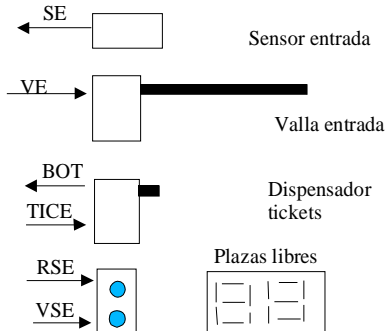 SE
Sensor entrada
VE
Valla entrada
BOT
TICE
Dispensador
tickets
Plazas libres
RSE
VSE